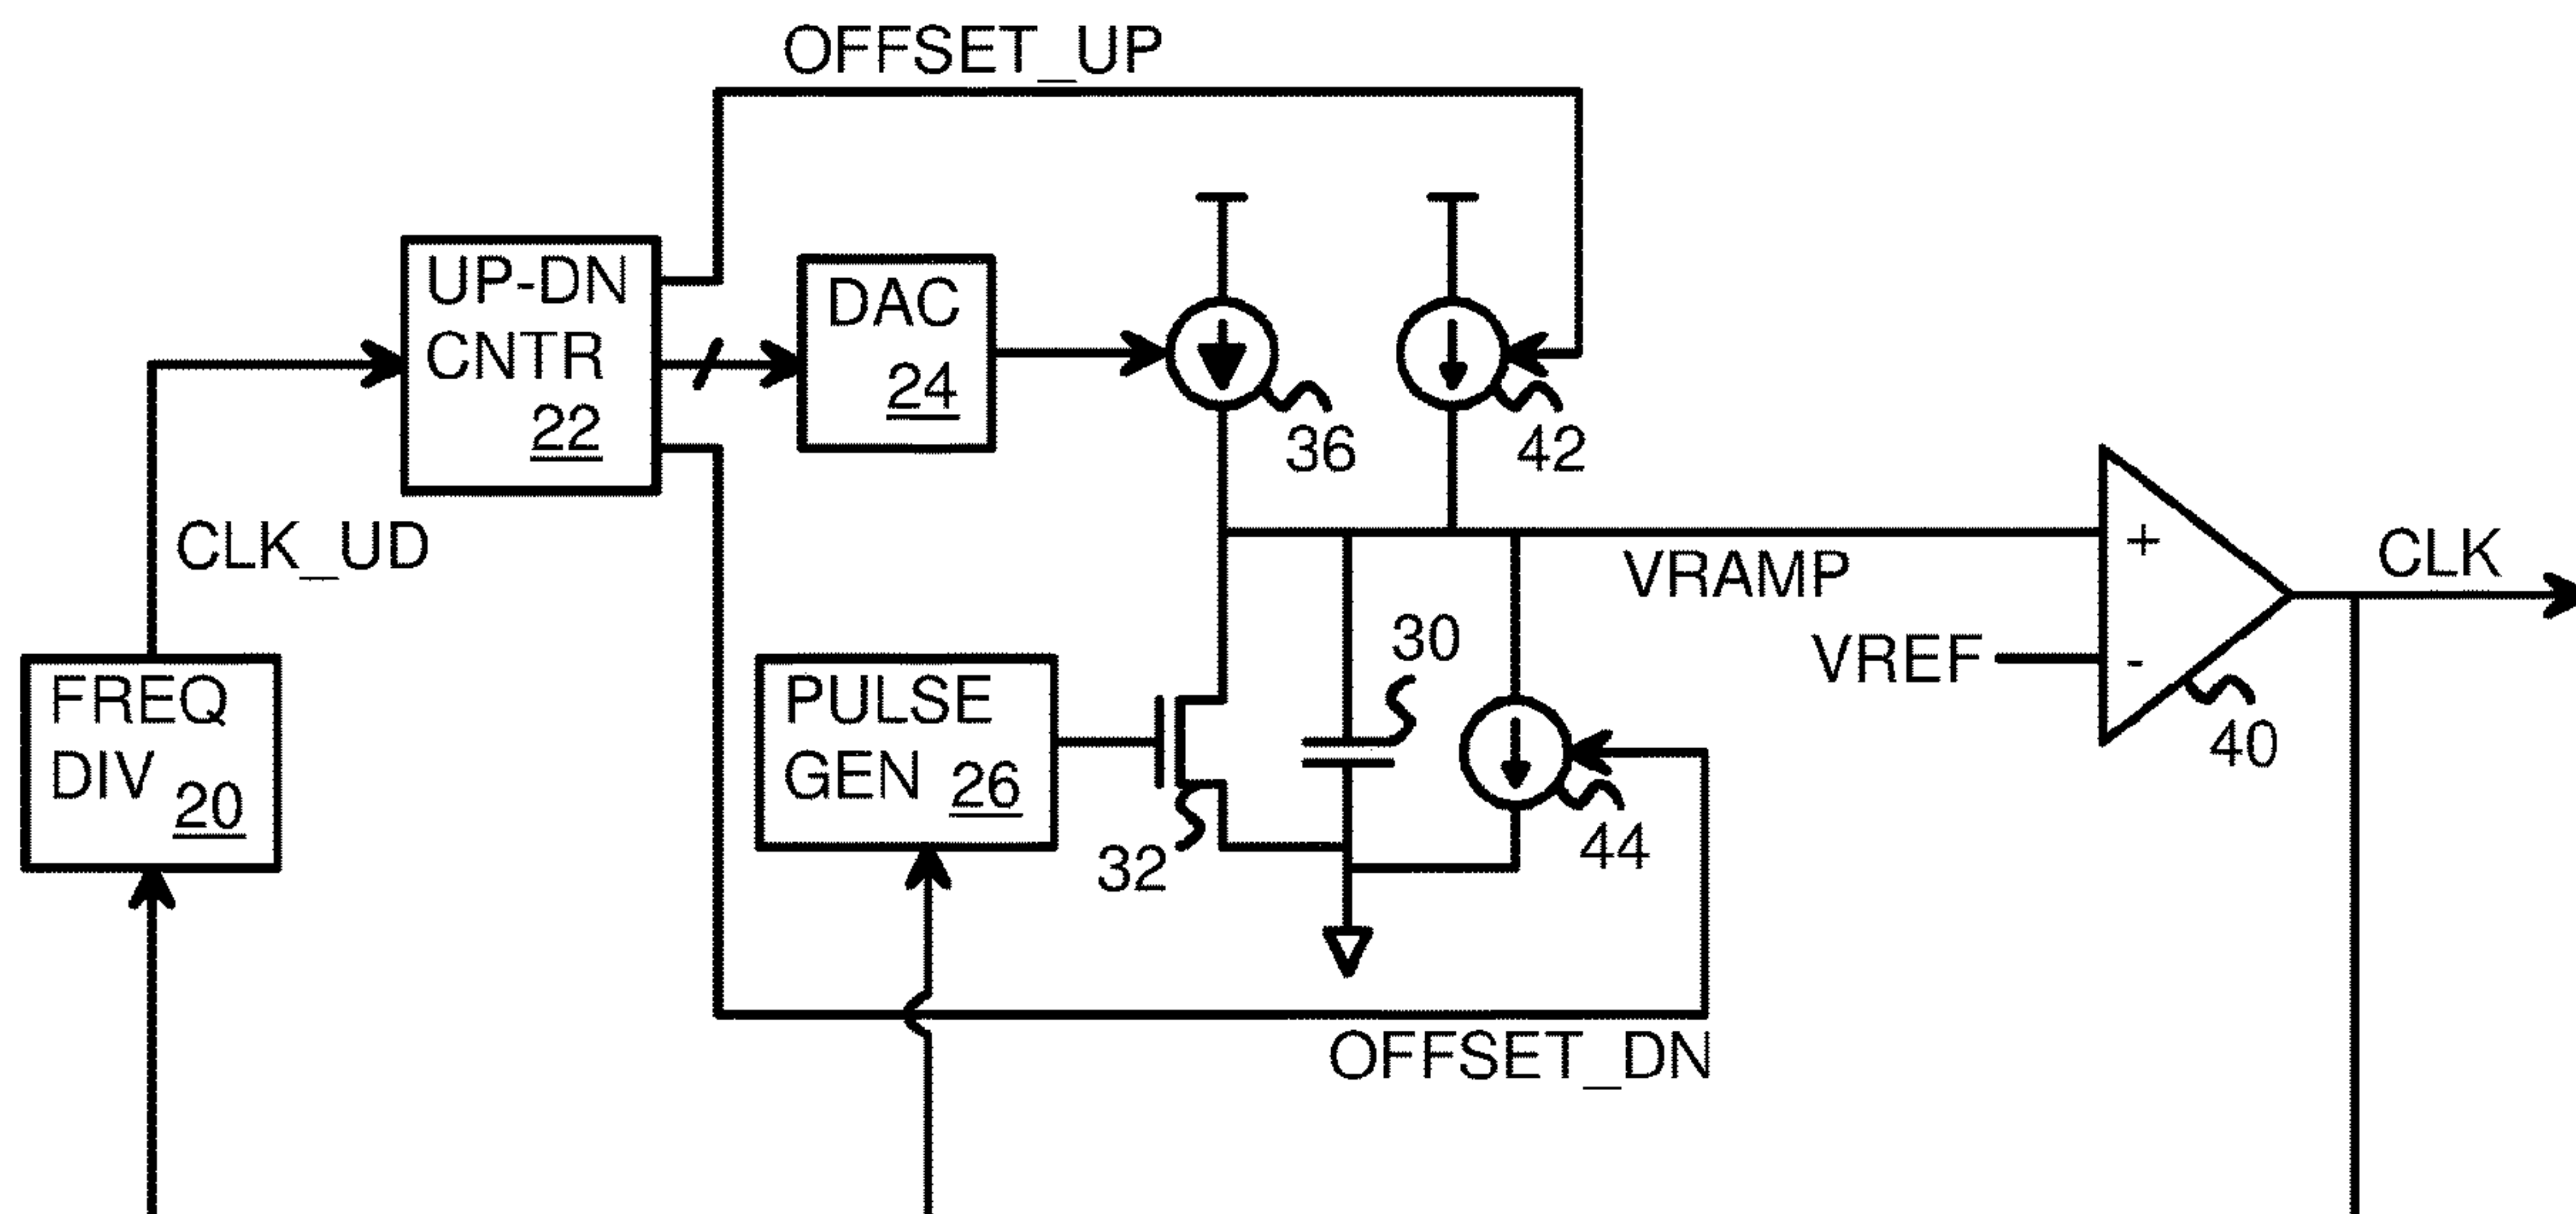 OFFSET_UP
UP-DN
CNTR
22
DAC
24
36
42
CLK_UD
VRAMP
+
-
VREF
CLK
40
FREQ
DIV 20
PULSE
GEN 26
32
30
44
OFFSET_DN